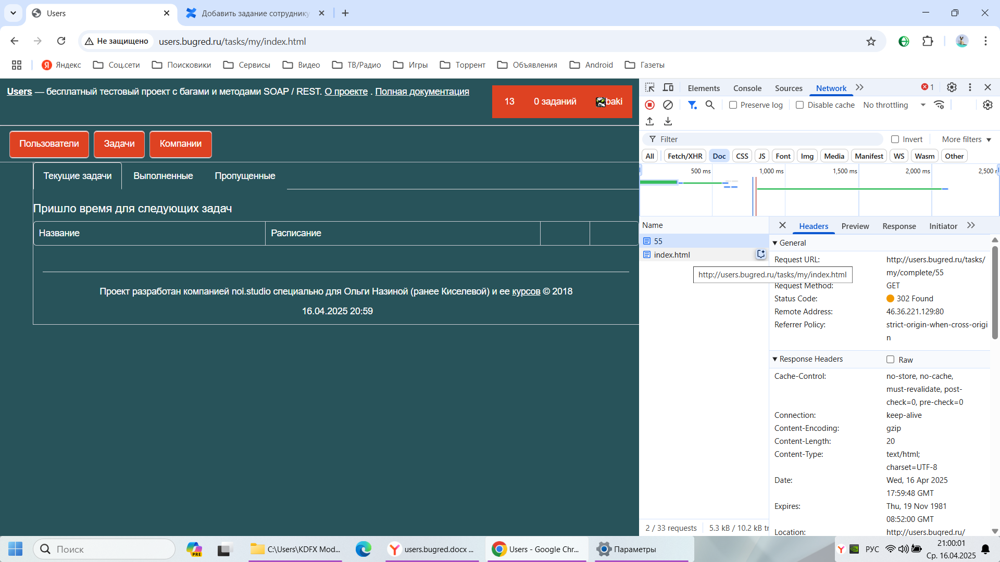 Users
Добавить задание сотруднику
Не защищено
users.bugred.ru/tasks/my/index.html
Яндекс
Соц.сети
Поисковики
Сервисы
Видео
ТВ/Радио
Игры
Торрент
Объявления
Android
Газеты
Users — бесплатный тестовый проект с багами и методами SOAP / REST. О проекте . Полная документация
13
0 заданий
baki
Пользователи
Задачи
Компании
Текущие задачи
Выполненные
Пропущенные
Пришло время для следующих задач
Название
Расписание
Проект разработан компанией noi.studio специально для Ольги Назиной (ранее Киселевой) и ее курсов © 2018
16.04.2025 20:59
Elements
Console
Sources
Network
1
Preserve log
Disable cache
No throttling
Filter
Invert
More filters
All
Fetch/XHR
Doc
CSS
JS
Font
Img
Media
Manifest
WS
Wasm
Other
500 ms
1,000 ms
1,500 ms
2,000 ms
2,500
Name
55
index.html
Headers
Preview
Response
Initiator
General
Request URL:
http://users.bugred.ru/tasks/
my/complete/55
http://users.bugred.ru/tasks/my/index.html
Request Method:
GET
Status Code:
302 Found
Remote Address:
46.36.221.129:80
Referrer Policy:
strict-origin-when-cross-origi
n
Response Headers
Raw
Cache-Control:
no-store, no-cache,
must-revalidate, post-
check=0, pre-check=0
Connection:
keep-alive
Content-Encoding:
gzip
Content-Length:
20
Content-Type:
text/html;
charset=UTF-8
Date:
Wed, 16 Apr 2025
17:59:48 GMT
Expires:
Thu, 19 Nov 1981
08:52:00 GMT
Location:
http://users.bugred.ru/
2 / 33 requests
5.3 kB / 10.2 kB
Поиск
PRE
C:\Users\KDFX Mod...
users.bugred.docx ...
Users - Google Chr...
Параметры
РУС
21:00:01
Ср. 16.04.2025